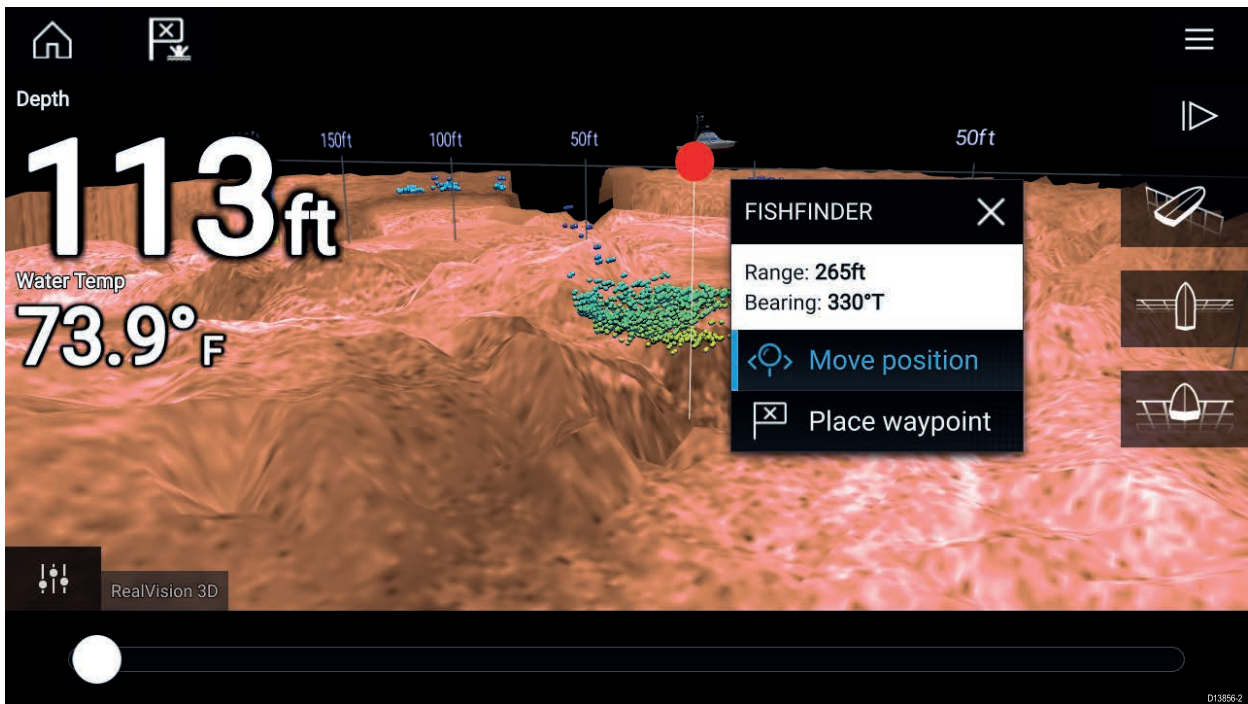 Depth
113ft
150ft
100ft
50ft
50ft
Water Temp
73.9°F
FISHFINDER
Range: 265ft
Bearing: 330°T
Move position
Place waypoint
RealVision 3D
D13856-2